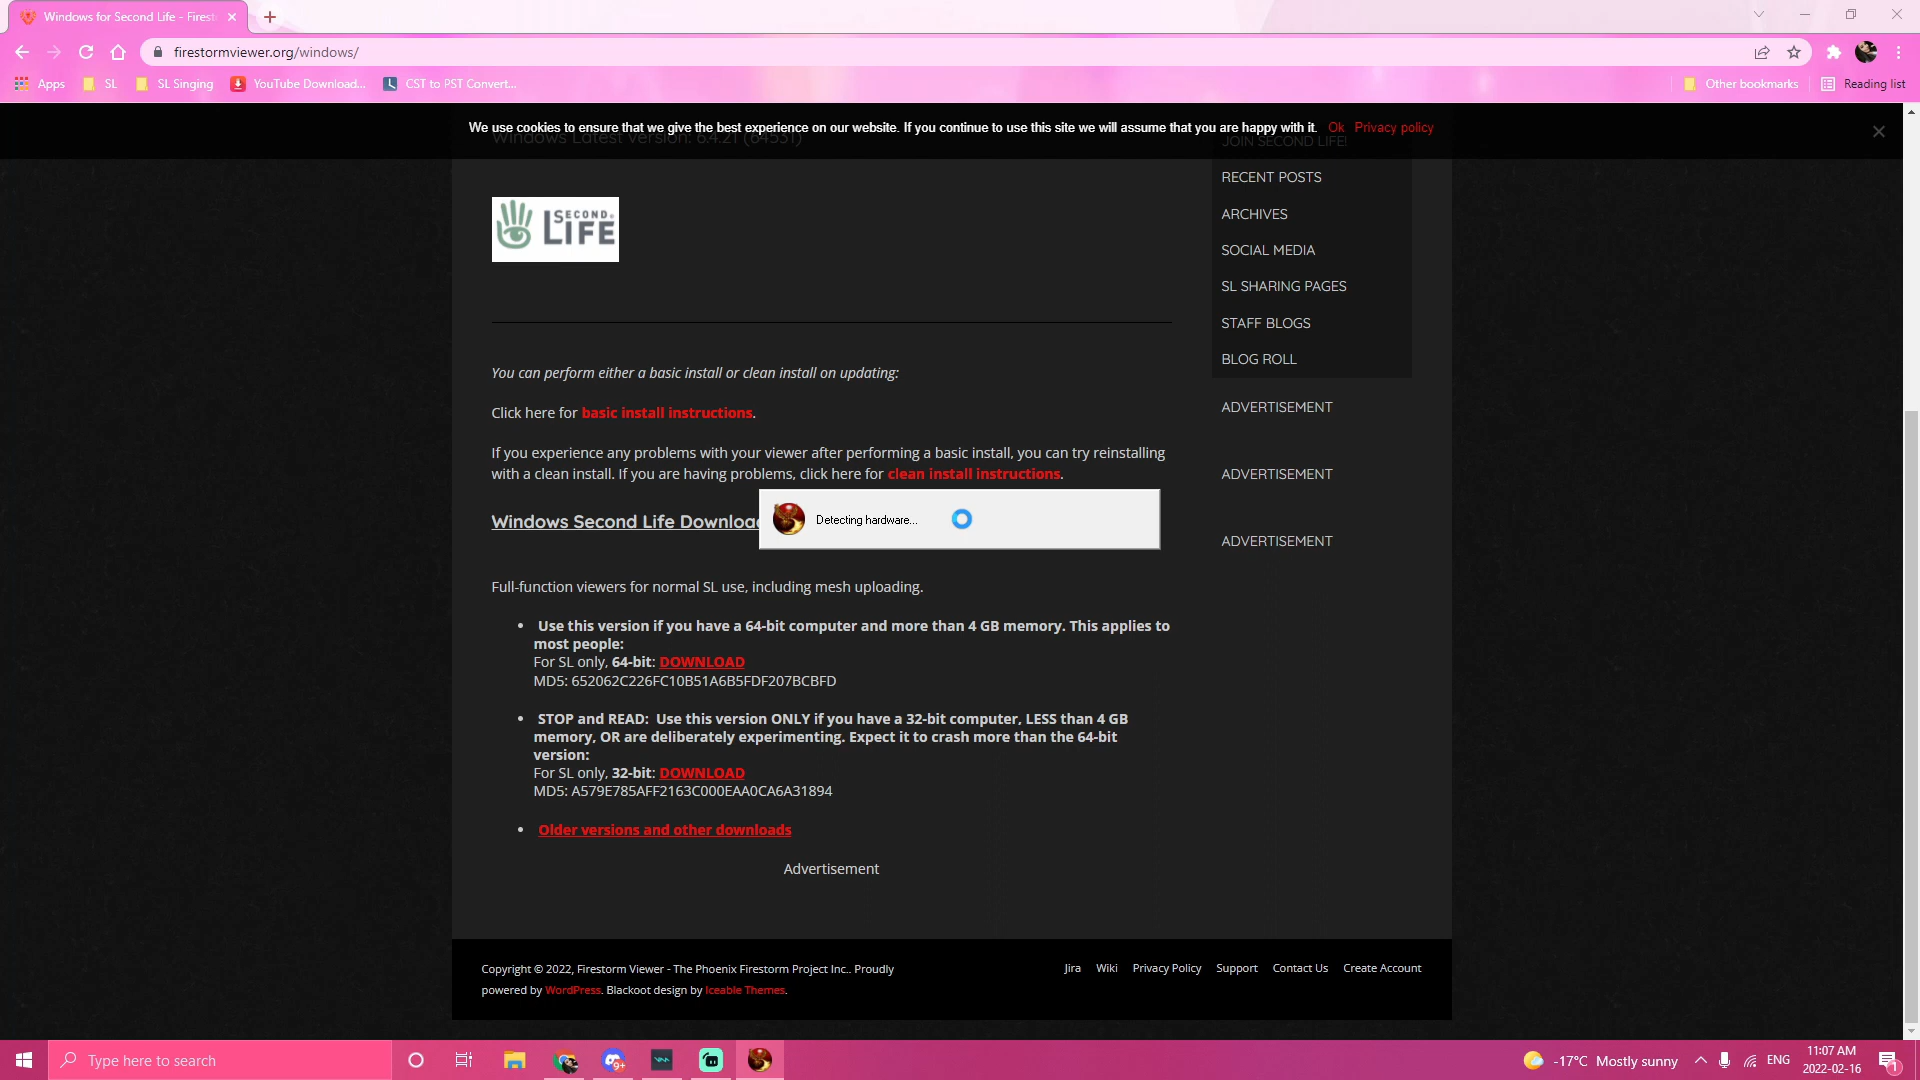 Windows for Second Life - Firest
firestormviewer.org/windows/
Apps
SL
SL Singing
YouTube Download...
CST to PST Convert...
Other bookmarks
Reading list
We use cookies to ensure that we give the best experience on our website. If you continue to use this site we will assume that you are happy with it. Ok Privacy policy
Windows Latest Version: 6.4.21 (64531)
JOIN SECOND LIFE!
RECENT POSTS
ARCHIVES
SOCIAL MEDIA
SL SHARING PAGES
STAFF BLOGS
BLOG ROLL
ADVERTISEMENT
ADVERTISEMENT
ADVERTISEMENT
SECOND
LIFE
You can perform either a basic install or clean install on updating:
Click here for basic install instructions.
If you experience any problems with your viewer after performing a basic install, you can try reinstalling
with a clean install. If you are having problems, click here for clean install instructions.
Windows Second Life Downloa
Detecting hardware...
Full-function viewers for normal SL use, including mesh uploading.
• Use this version if you have a 64-bit computer and more than 4 GB memory. This applies to
most people:
For SL only, 64-bit: DOWNLOAD
MD5: 652062C226FC10B51A6B5FDF207BCBFD
• STOP and READ: Use this version ONLY if you have a 32-bit computer, LESS than 4 GB
memory, OR are deliberately experimenting. Expect it to crash more than the 64-bit
version:
For SL only, 32-bit: DOWNLOAD
MD5: A579E785AFF2163C000EAA0CA6A31894
• Older versions and other downloads
Advertisement
Copyright © 2022, Firestorm Viewer - The Phoenix Firestorm Project Inc.. Proudly
powered by WordPress. Blackoot design by Iceable Themes.
Jira
Wiki
Privacy Policy
Support
Contact Us
Create Account
Type here to search
9+
-17°C Mostly sunny
ENG
11:07 AM
2022-02-16
1